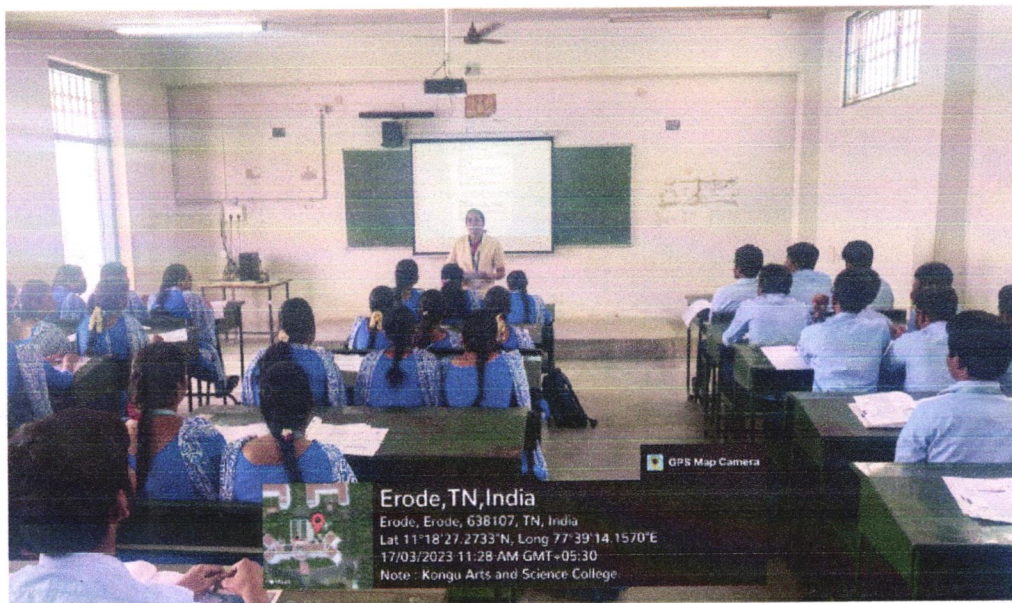 GPS Map Camera
Erode,TN,India
Erode, Erode, 638107, TN, India
Lat 11°18'27.2733"N, Long 77°39'14.1570"E
17/03/2023 11:28 AM GMT+05:30
Note : Kongu Arts and Science College